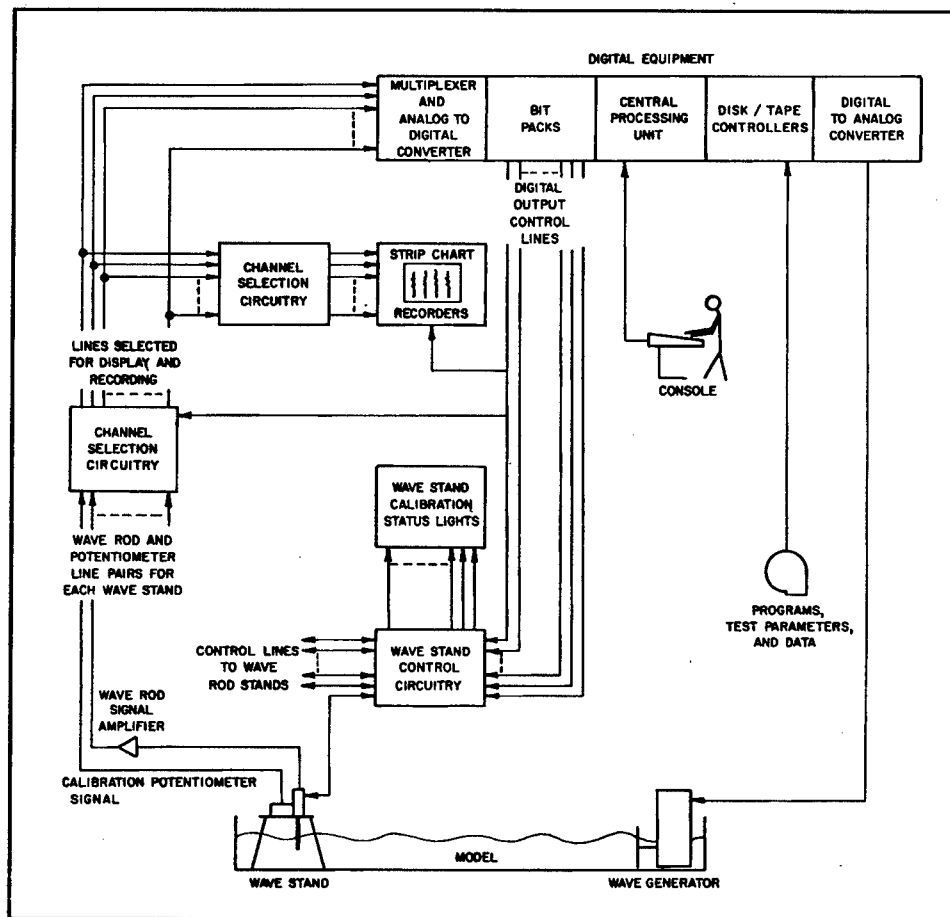 DIGITAL EQUIPMENT
MULTIPLEXER
AND
ANALOG TO
DIGITAL
CONVERTER
BIT
PACKS
CENTRAL
PROCESSING
UNIT
DISK / TAPE
CONTROLLERS
DIGITAL
TO ANALOG
CONVERTER
DIGITAL
OUTPUT
CONTROL
LINES
CHANNEL
SELECTION
CIRCUITRY
STRIP CHART
RECORDERS
LINES SELECTED
FOR DISPLAY AND
RECORDING
CONSOLE
CHANNEL
SELECTION
CIRCUITRY
WAVE STAND
CALIBRATION
STATUS LIGHTS
WAVE ROD AND
POTENTIOMETER
LINE PAIRS FOR
EACH WAVE STAND
PROGRAMS,
TEST PARAMETERS,
AND DATA
CONTROL LINES
TO WAVE
ROD STANDS
WAVE STAND
CONTROL
CIRCUITRY
WAVE ROD
SIGNAL
AMPLIFIER
CALIBRATION POTENTIOMETER
SIGNAL
MODEL
WAVE STAND
WAVE GENERATOR